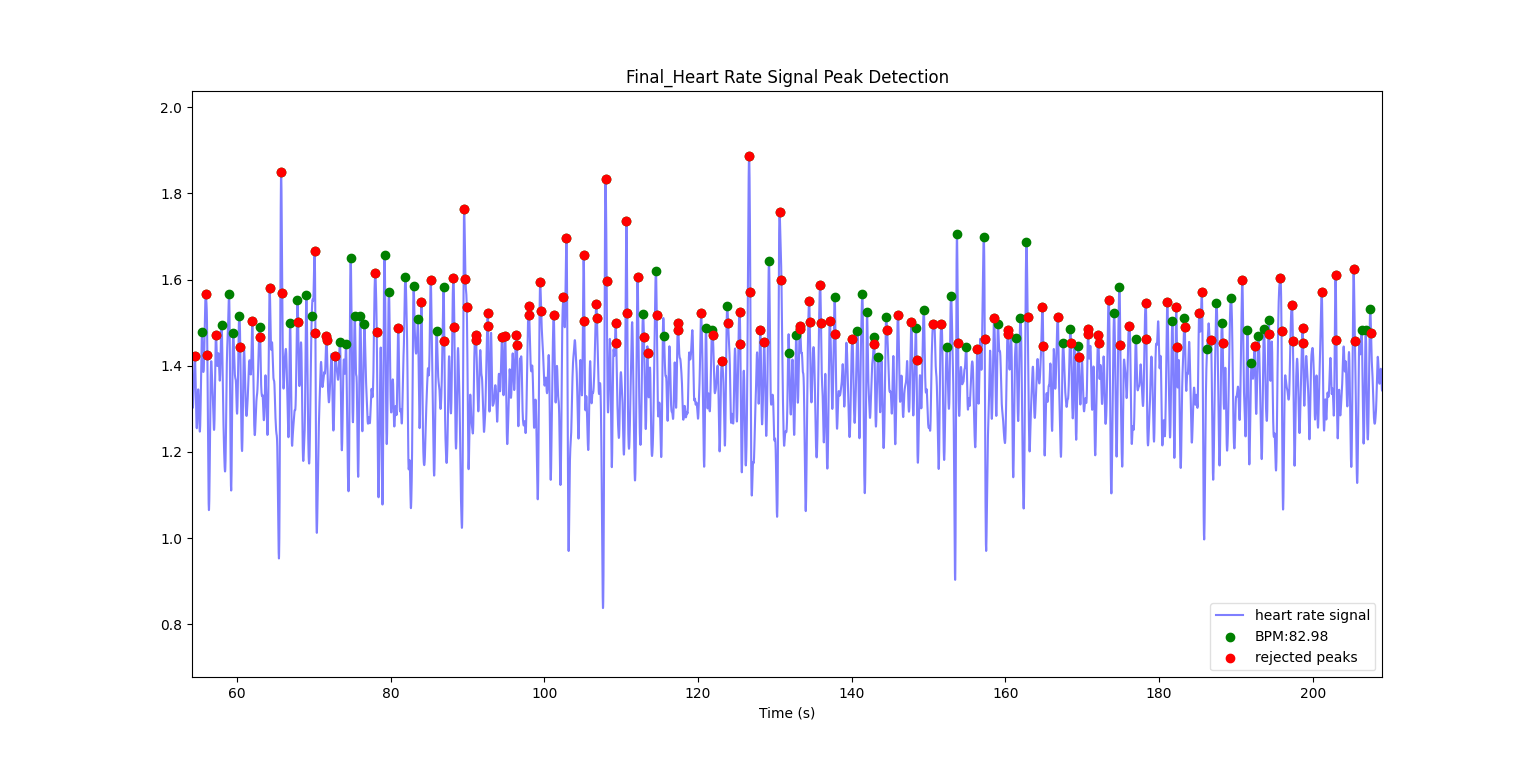 Final_Heart Rate Signal Peak Detection
2.0
1.8
1.6
1.4
1.2
1.0
0.8
heart rate signal
BPM:82.98
rejected peaks
60 80 100 120 140 160 180 200
Time (s)